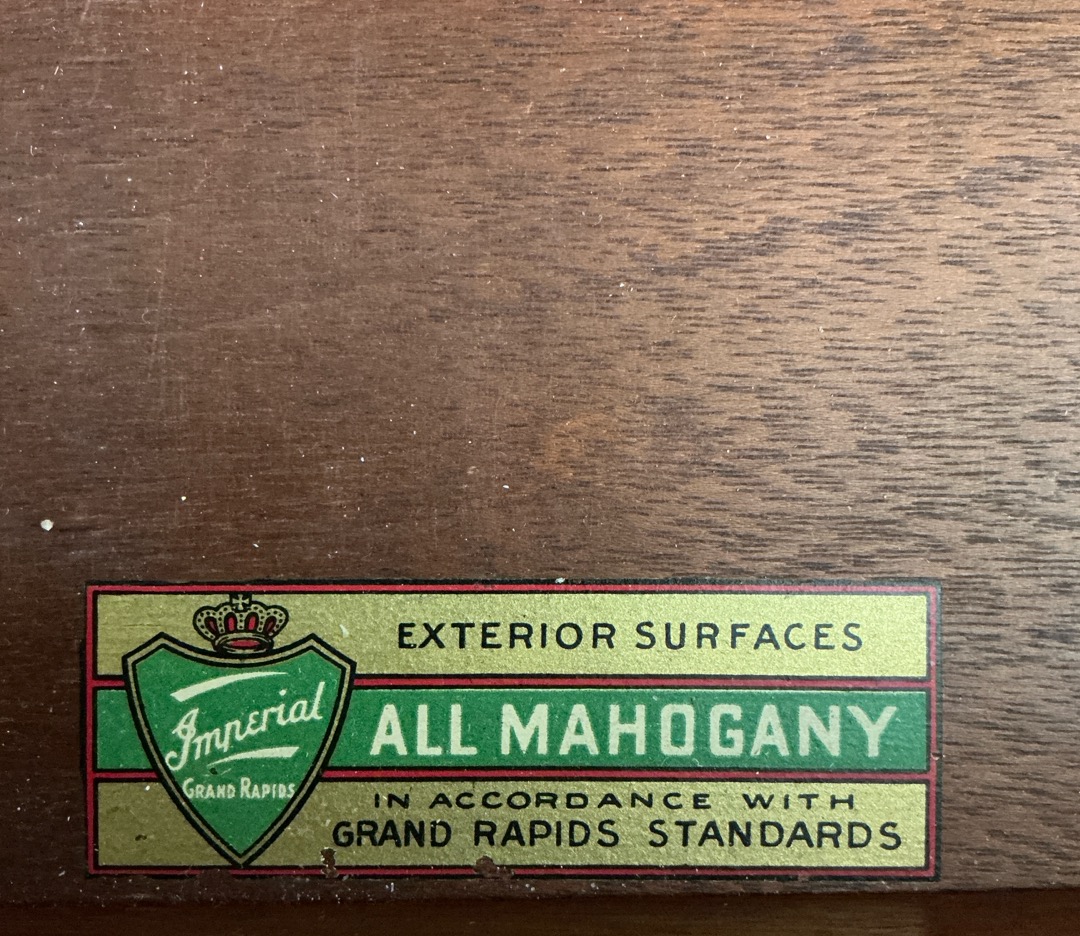 Imperial
GRAND RAPIDS
EXTERIOR SURFACES
ALL MAHOGANY
IN ACCORDANCE WITH
GRAND RAPIDS STANDARDS